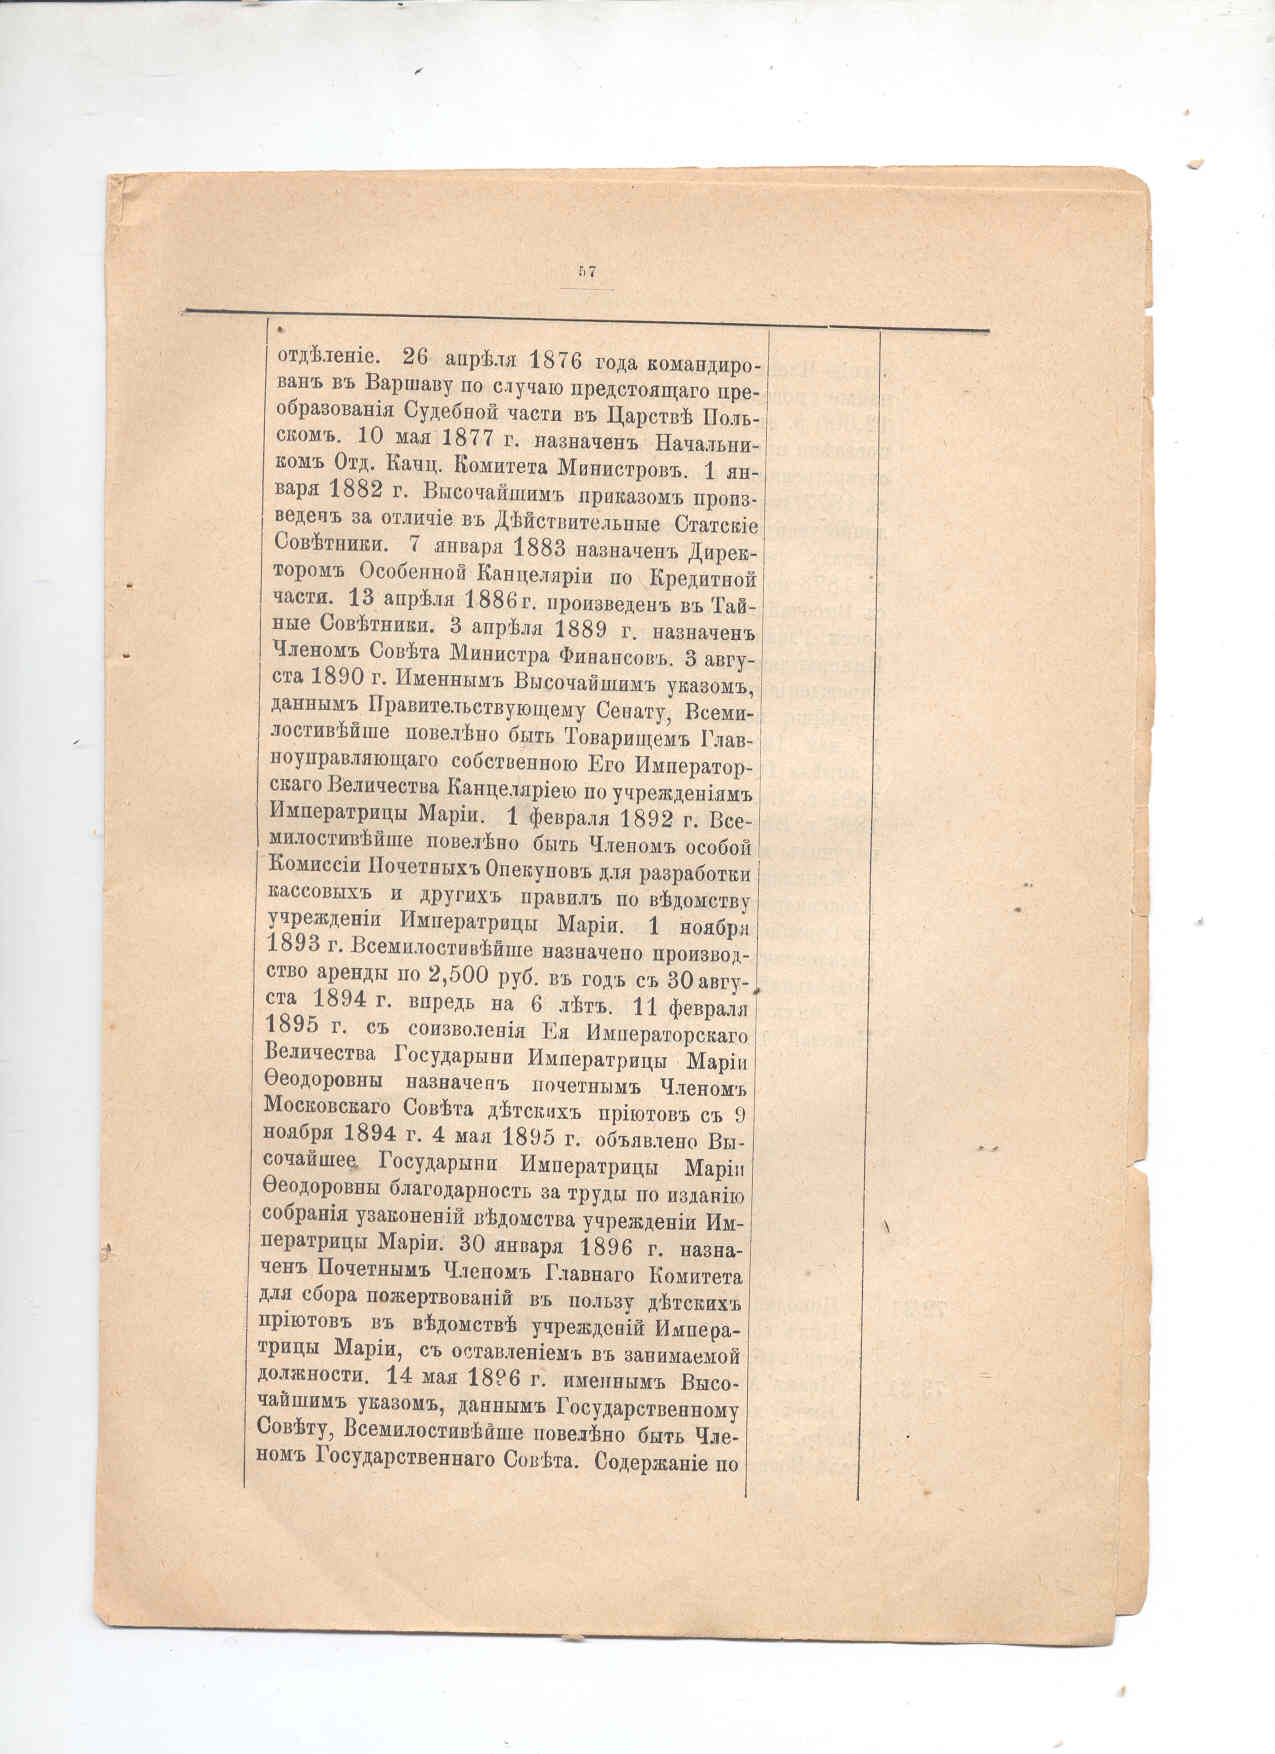 57
отдѣленіе. 26 апрѣля 1876 года командиро-
ванъ въ Варшаву по случаю предстоящаго пре-
образованія Судебной части въ Царствѣ Поль-
скомъ. 10 мая 1877 г. назначенъ Начальни-
комъ Отд. Канц. Комитета Министровъ. 1 ян-
варя 1882 г. Высочайшимъ приказомъ произ-
веденъ за отличіе въ Дѣйствительные Статскіе
Совѣтники. 7 января 1883 назначенъ Дирек-
торомъ Особенной Канцеляріи по Кредитной
части. 13 апрѣля 1886 г. произведенъ въ Тай-
ные Совѣтники. 3 апрѣля 1889 г. назначенъ
Членомъ Совѣта Министра Финансовъ. 3 авгу-
ста 1890 г. Именнымъ Высочайшимъ указомъ,
даннымъ Правительствующему Сенату, Всеми-
лостивѣйше повелѣно быть Товарищемъ Глав-
ноуправляющаго собственною Его Император-
скаго Величества Канцеляріею по учрежденіямъ
Императрицы Маріи. 1 февраля 1892 г. Все-
милостивѣйше повелѣно быть Членомъ особой
Комиссіи Почетныхъ Опекуновъ для разработки
кассовыхъ и другихъ правилъ по вѣдомству
учрежденіи Императрицы Маріи. 1 ноября
1893 г. Всемилостивѣйше назначено производ-
ство аренды по 2,500 руб. въ годъ съ 30 авгу-
ста 1894 г. впредь на 6 лѣтъ. 11 февраля
1895 г. съ соизволенія Ея Императорскаго
Величества Государыни Императрицы Маріи
Ѳеодоровны назначенъ почетнымъ Членомъ
Московскаго Совѣта дѣтскихъ пріютовъ съ 9
ноября 1894 г. 4 мая 1895 г. объявлено Вы-
сочайшее Государыни Императрицы Маріи
Ѳеодоровны благодарность за труды по изданію
собранія узаконеній вѣдомства учрежденіи Им-
ператрицы Маріи. 30 января 1896 г. назна-
ченъ Почетнымъ Членомъ Главнаго Комитета
для сбора пожертвованій въ пользу дѣтскихъ
пріютовъ въ вѣдомствѣ учрежденій Импера-
трицы Маріи, съ оставленіемъ въ занимаемой
должности. 14 мая 1896 г. именнымъ Высо-
чайшимъ указомъ, даннымъ Государственному
Совѣту, Всемилостивѣйше повелѣно быть Чле-
номъ Государственнаго Совѣта. Содержаніе по